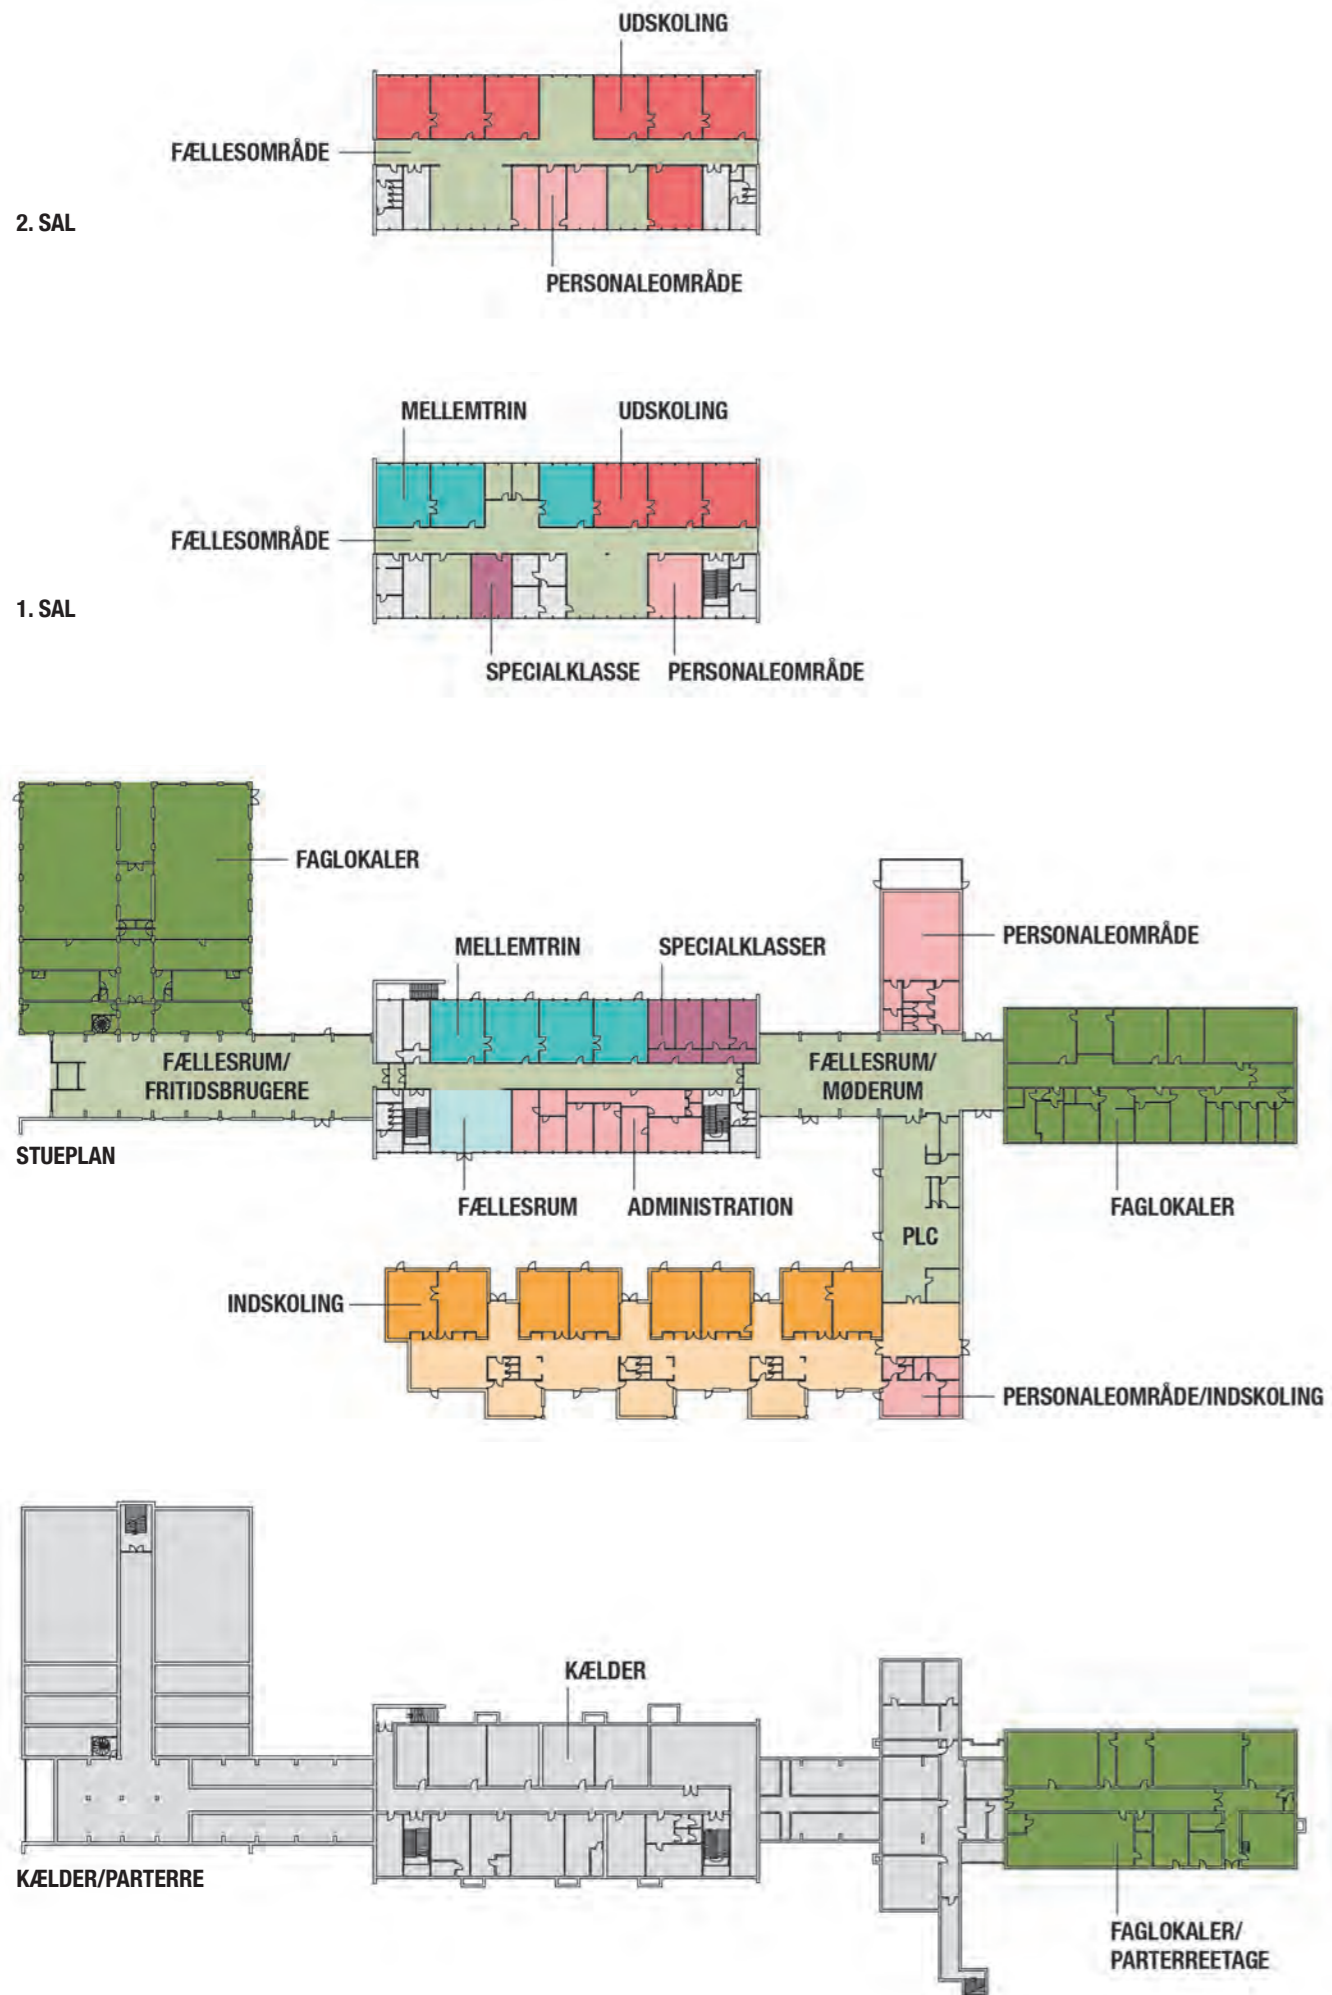 UDSKOLING
FÆLLESOMRÅDE
2. SAL
PERSONALEOMRÅDE
MELLEMTRIN
UDSKOLING
FÆLLESOMRÅDE
1. SAL
SPECIALKLASSE
PERSONALEOMRÅDE
FAGLOKALER
PERSONALEOMRÅDE
MELLEMTRIN
SPECIALKLASSER
FÆLLESRUM/
FRITIDSBRUGERE
FÆLLESRUM/
MØDERUM
STUEPLAN
FÆLLESRUM
ADMINISTRATION
FAGLOKALER
PLC
INDSKOLING
PERSONALEOMRÅDE/INDSKOLING
KÆLDER
KÆLDER/PARTERRE
FAGLOKALER/
PARTERREETAGE